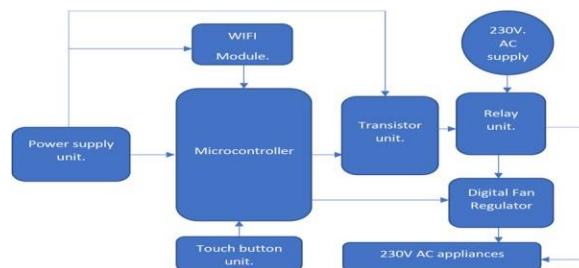 WIFI
Module.
230V.
AC
supply
Power supply
unit.
Microcontroller
Transistor
unit.
Relay
unit.
Digital Fan
Regulator
Touch button
unit.
230V AC appliances